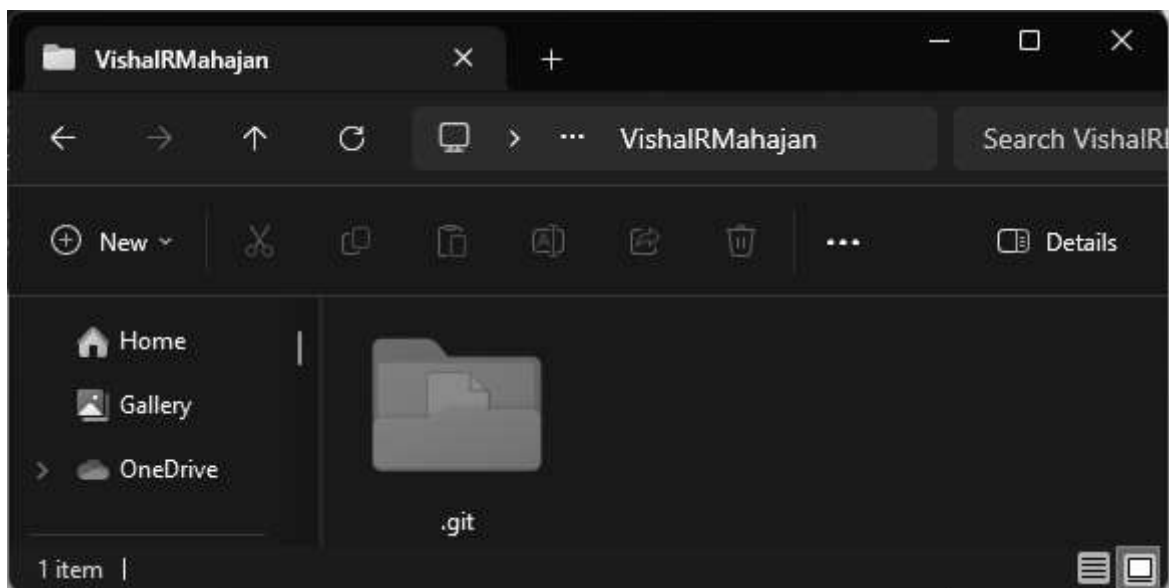 VishalRMahajan
VishalRMahajan Search VishalR
New Details
Home
Gallery
OneDrive
.git
1 item